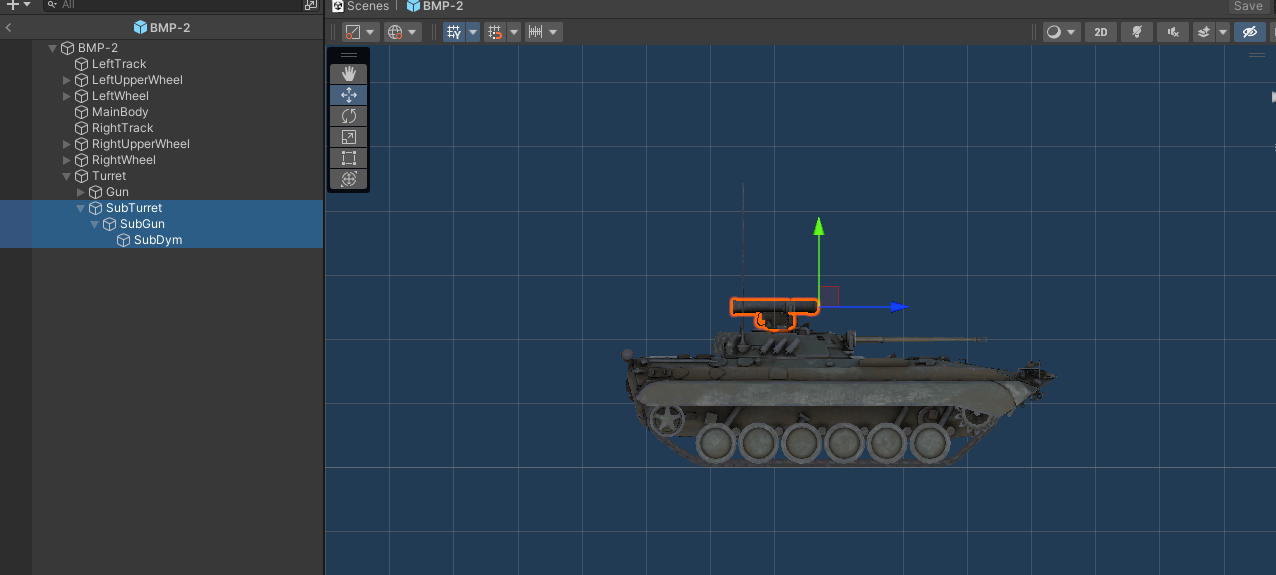 All
Scenes
BMP-2
Save
BMP-2
2D
BMP-2
LeftTrack
LeftUpperWheel
LeftWheel
MainBody
RightTrack
RightUpperWheel
RightWheel
Turret
Gun
SubTurret
SubGun
SubDym